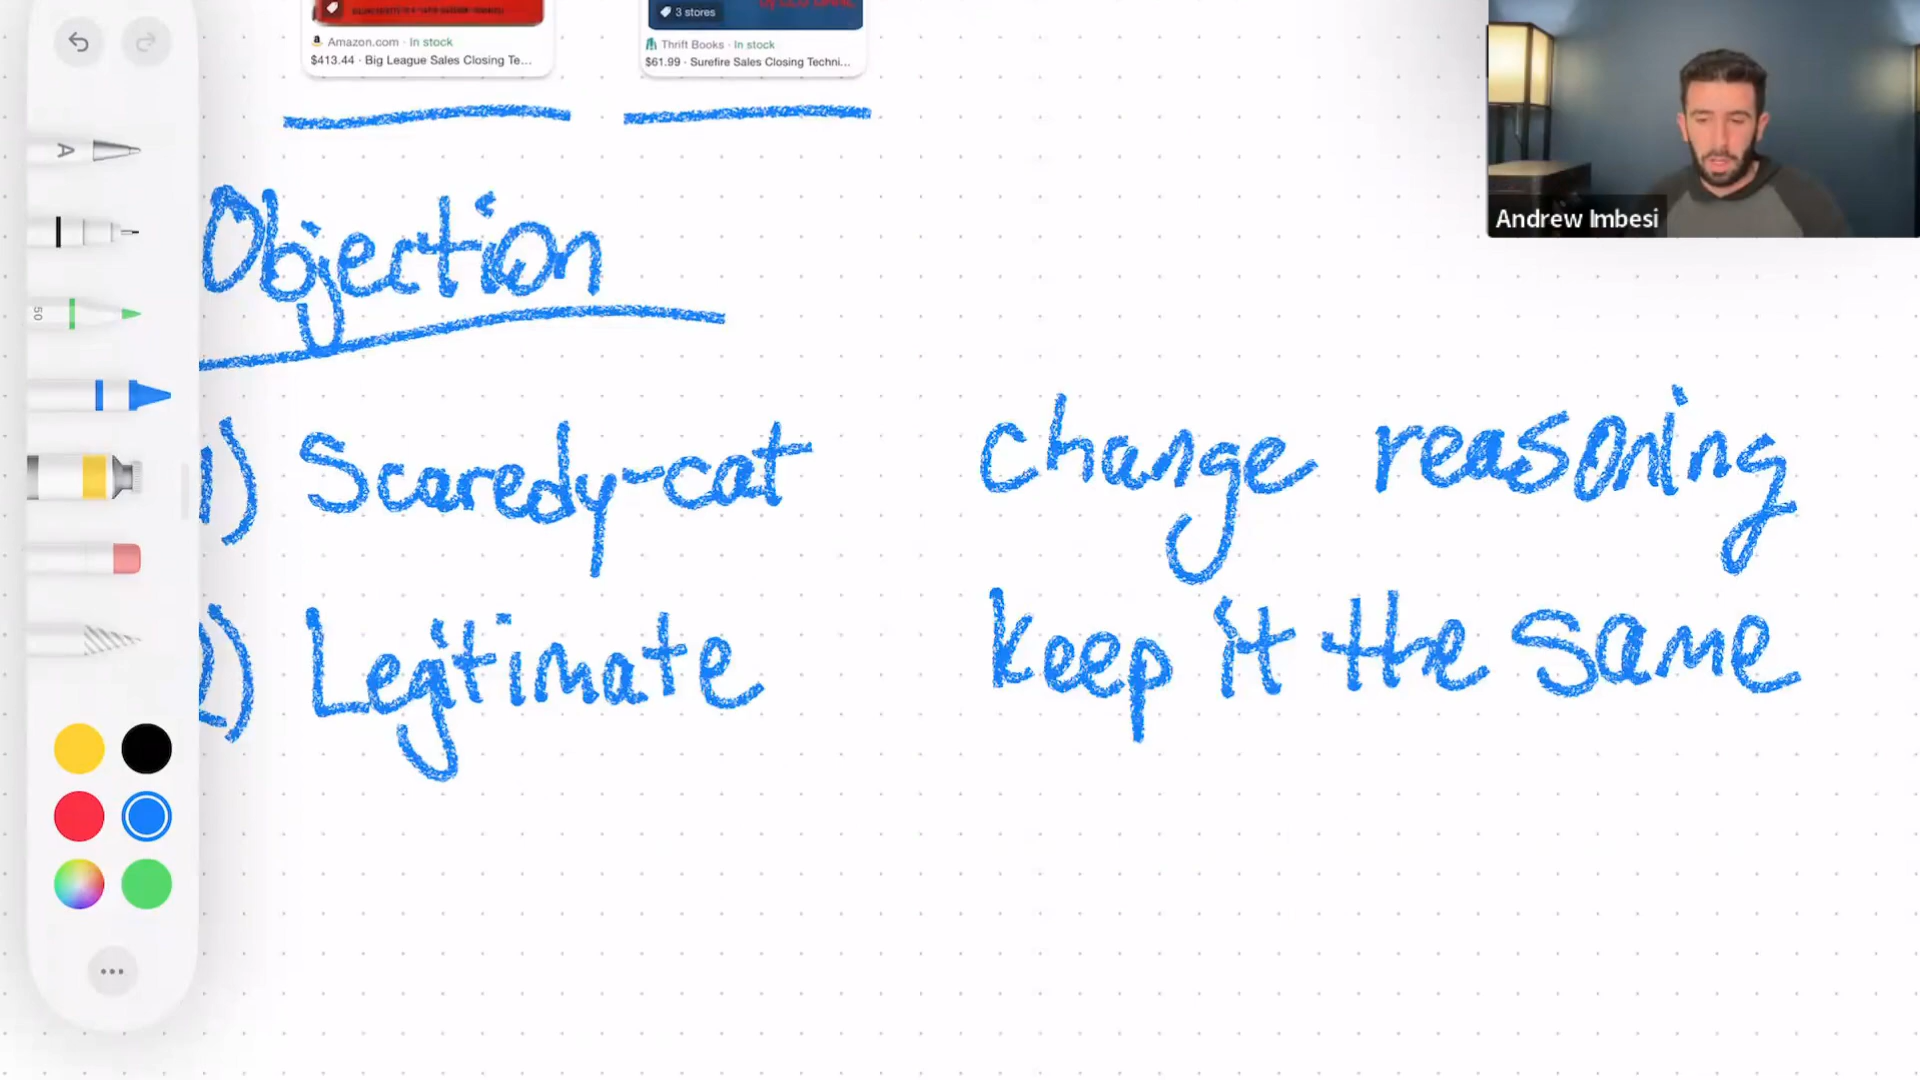 3 stores
Amazon.com · In stock
$413.44 · Big League Sales Closing Te...
Thrift Books · In stock
$61.99 · Surefire Sales Closing Techni...
Andrew Imbesi
Objection
1) Scaredy-cat change reasoning
2) Legitimate keep it the same
A
50